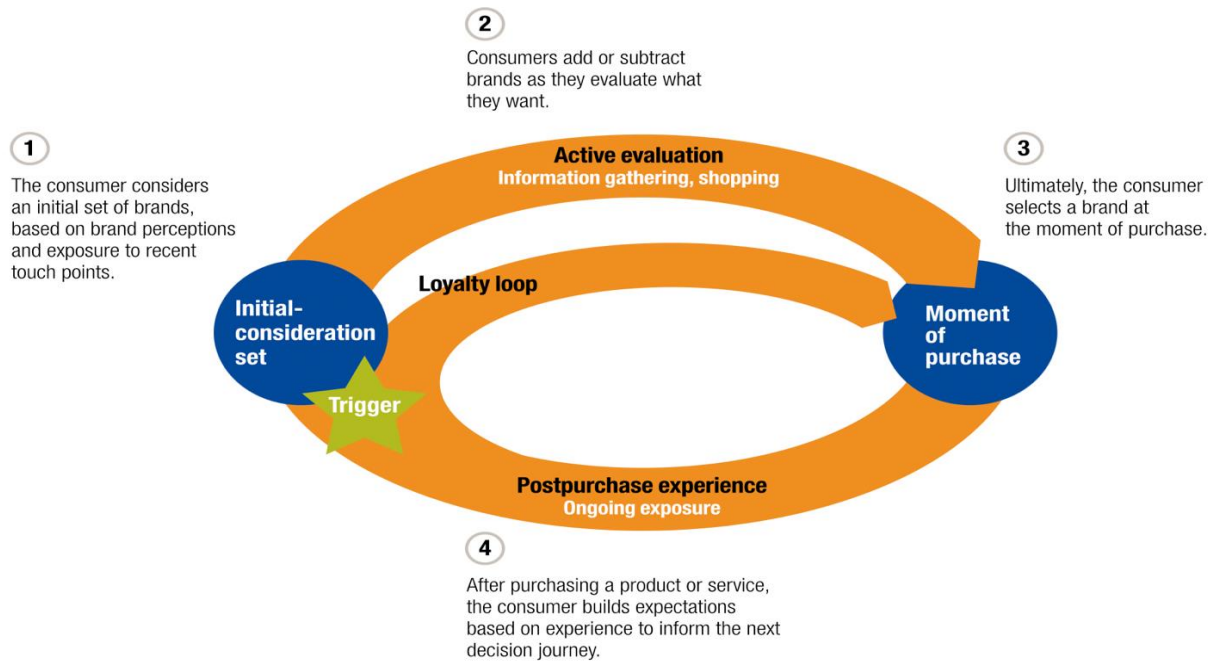 1
The consumer considers
an initial set of brands,
based on brand perceptions
and exposure to recent
touch points.
2
Consumers add or subtract
brands as they evaluate what
they want.
3
Ultimately, the consumer
selects a brand at
the moment of purchase.
Active evaluation
Information gathering, shopping
Loyalty loop
Initial-
consideration
set
Trigger
Moment
of
purchase
Postpurchase experience
Ongoing exposure
4
After purchasing a product or service,
the consumer builds expectations
based on experience to inform the next
decision journey.